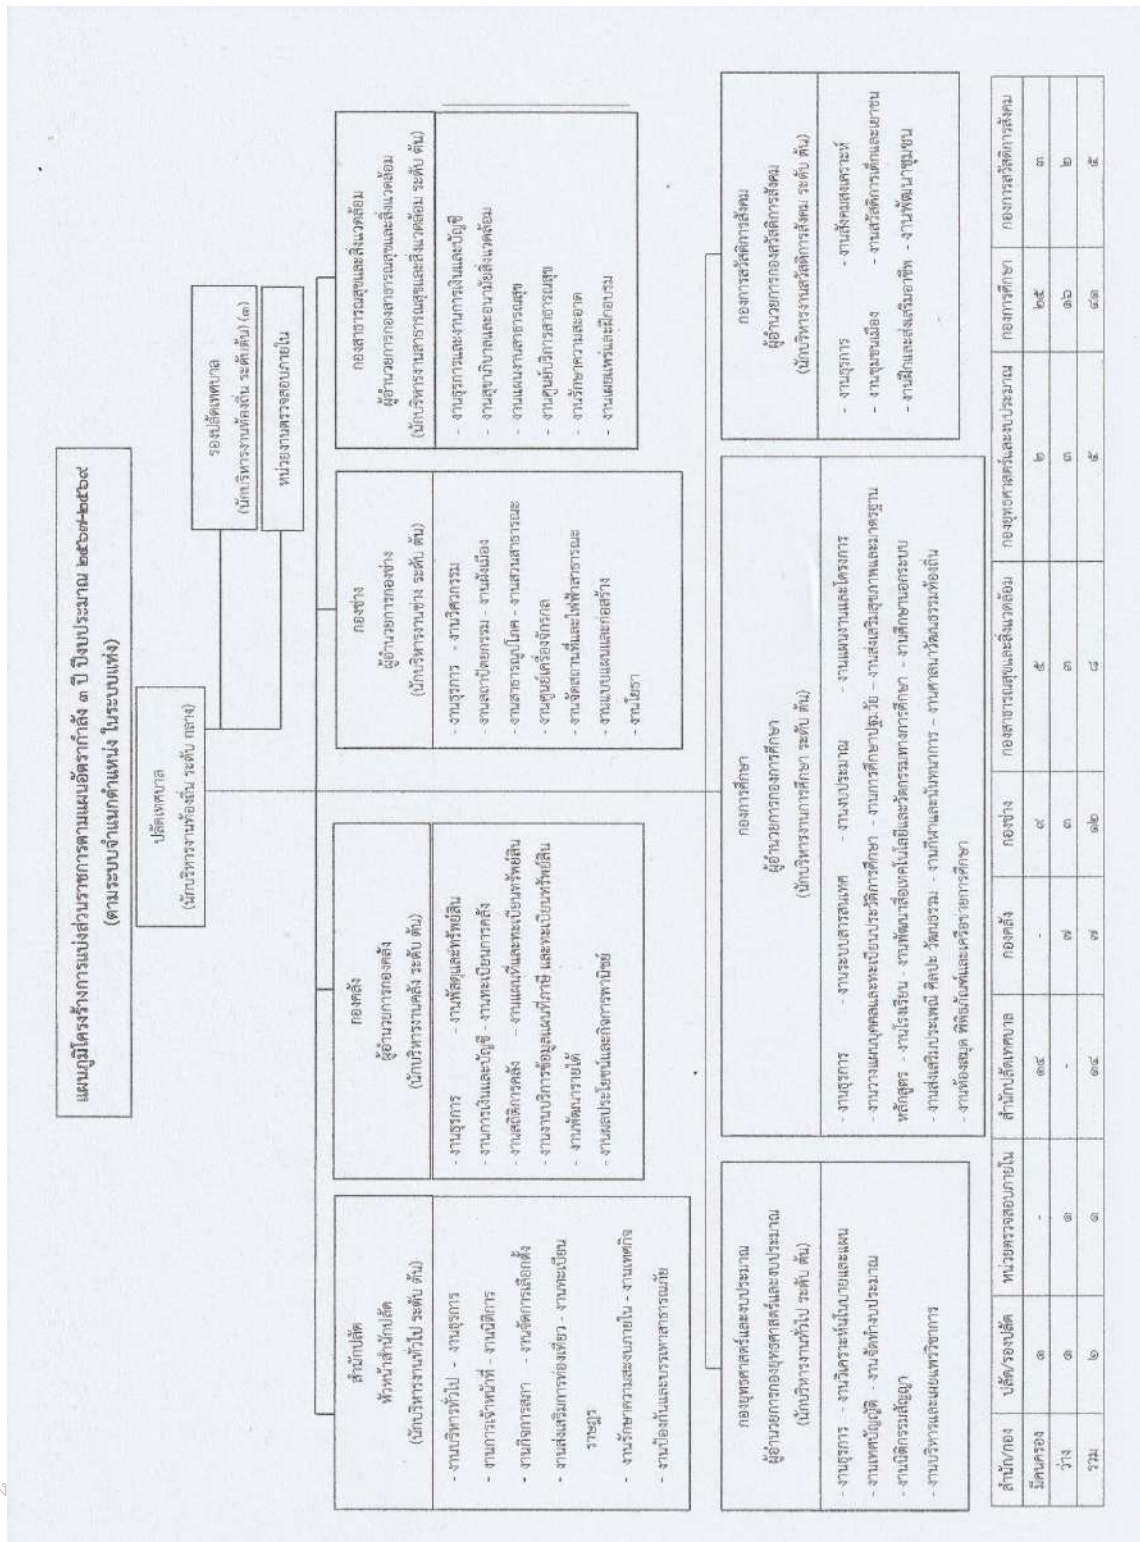 แผนภูมิโครงร้างการแบ่งส่วนราชการตามแผนอัตรากำลัง ๓ ปี ปีงบประมาณ ๒๕๖๗-๒๕๖๙
(ตามระบบจำแนกตำแหน่ง ในระบบแท่ง)
ปลัดเทศบาล
(นักบริหารงานท้องถิ่น ระดับ กลาง)
รองปลัดเทศบาล
(นักบริหารงานท้องถิ่น ระดับต้น) (๑)
หน่วยงานตรวจสอบภายใน
สำนักปลัด
หัวหน้าสำนักปลัด
(นักบริหารงานทั่วไป ระดับ ต้น)
- งานบริหารทั่วไป - งานธุรการ
- งานการเจ้าหน้าที่ - งานนิติการ
- งานกิจการสภา - งานจัดการเลือกตั้ง
- งานส่งเสริมการท่องเที่ยว - งานทะเบียน
ราษฎร
- งานรักษาความสงบภายใน - งานเทศกิจ
- งานป้องกันและบรรเทาสาธารณภัย
กองคลัง
ผู้อำนวยการกองคลัง
(นักบริหารงานคลัง ระดับ ต้น)
- งานธุรการ - งานพัสดุและทรัพย์สิน
- งานการเงินและบัญชี - งานทะเบียนการคลัง
- งานสถิติการคลัง – งานแผนที่และทะเบียนทรัพย์สิน
- งานงานบริการข้อมูลแผนที่ภาษี และทะเบียนทรัพย์สิน
- งานพัฒนารายได้
- งานผลประโยชน์และกิจการพาณิชย์
กองช่าง
ผู้อำนวยการกองช่าง
(นักบริหารงานช่าง ระดับ ต้น)
- งานธุรการ - งานวิศวกรรม
- งานสถาปัตยกรรม - งานผังเมือง
- งานสาธารณูปโภค - งานสวนสาธารณะ
- งานศูนย์เครื่องจักรกล
- งานจัดสถานที่และไฟฟ้าสาธารณะ
- งานแบบแผนและก่อสร้าง
- งานโยธา
กองสาธารณสุขและสิ่งแวดล้อม
ผู้อำนวยการกองสาธารณสุขและสิ่งแวดล้อม
(นักบริหารงานสาธารณสุขและสิ่งแวดล้อม ระดับ ต้น)
- งานธุรการและงานการเงินและบัญชี
- งานสุขาภิบาลและอนามัยสิ่งแวดล้อม
- งานแผนงานสาธารณสุข
- งานศูนย์บริการสาธารณสุข
- งานรักษาความสะอาด
- งานเผยแพร่และฝึกอบรม
กองยุทธศาสตร์และงบประมาณ
ผู้อำนวยการกองยุทธศาสตร์และงบประมาณ
(นักบริหารงานทั่วไป ระดับ ต้น)
- งานธุรการ - งานวิเคราะห์นโยบายและแผน
- งานเทศบัญญัติ - งานจัดทำงบประมาณ
- งานนิติกรรมสัญญา
- งานบริหารและเผยแพร่วิชาการ
กองการศึกษา
ผู้อำนวยการกองการศึกษา
(นักบริหารงานการศึกษา ระดับ ต้น)
- งานธุรการ - งานระบบสารสนเทศ - งานงบประมาณ - งานแผนงานและโครงการ
- งานวางแผนบุคคลและทะเบียนประวัติการศึกษา - งานการศึกษาปฐมวัย – งานส่งเสริมสุขภาพและมาตรฐาน
หลักสูตร - งานโรงเรียน - งานพัฒนาสื่อเทคโนโลยีและวัตกรรมทางการศึกษา - งานศึกษานอกระบบ
- งานส่งเสริมประเพณี ศิลปะ วัฒนธรรม - งานกีฬาและนันทนาการ – งานศาสนาวัฒนธรรมท้องถิ่น
- งานห้องสมุด พิพิธภัณฑ์และเครือข่ายการศึกษา
กองการสวัสดิการสังคม
ผู้อำนวยการกองสวัสดิการสังคม
(นักบริหารงานสวัสดิการสังคม ระดับ ต้น)
- งานธุรการ - งานสังคมสงเคราะห์
- งานชุมชนเมือง - งานสวัสดิการเด็กและเยาวชน
- งานฝึกและส่งเสริมอาชีพ - งานพัฒนาชุมชน
สำนัก/กอง ปลัด/รองปลัด หน่วยตรวจสอบภายใน สำนักปลัดเทศบาล กองคลัง กองช่าง กองสาธารณสุขและสิ่งแวดล้อม กองยุทธศาสตร์และงบประมาณ กองการศึกษา กองการสวัสดิการสังคม
มีคนครอง ๑ - ๑๔ - ๙ ๕ ๒ ๒๕ ๓
ว่าง ๑ ๑ - ๗ ๓ ๓ ๓ ๑๖ ๒
รวม ๒ ๑ ๑๔ ๗ ๑๒ ๘ ๕ ๔๑ ๕